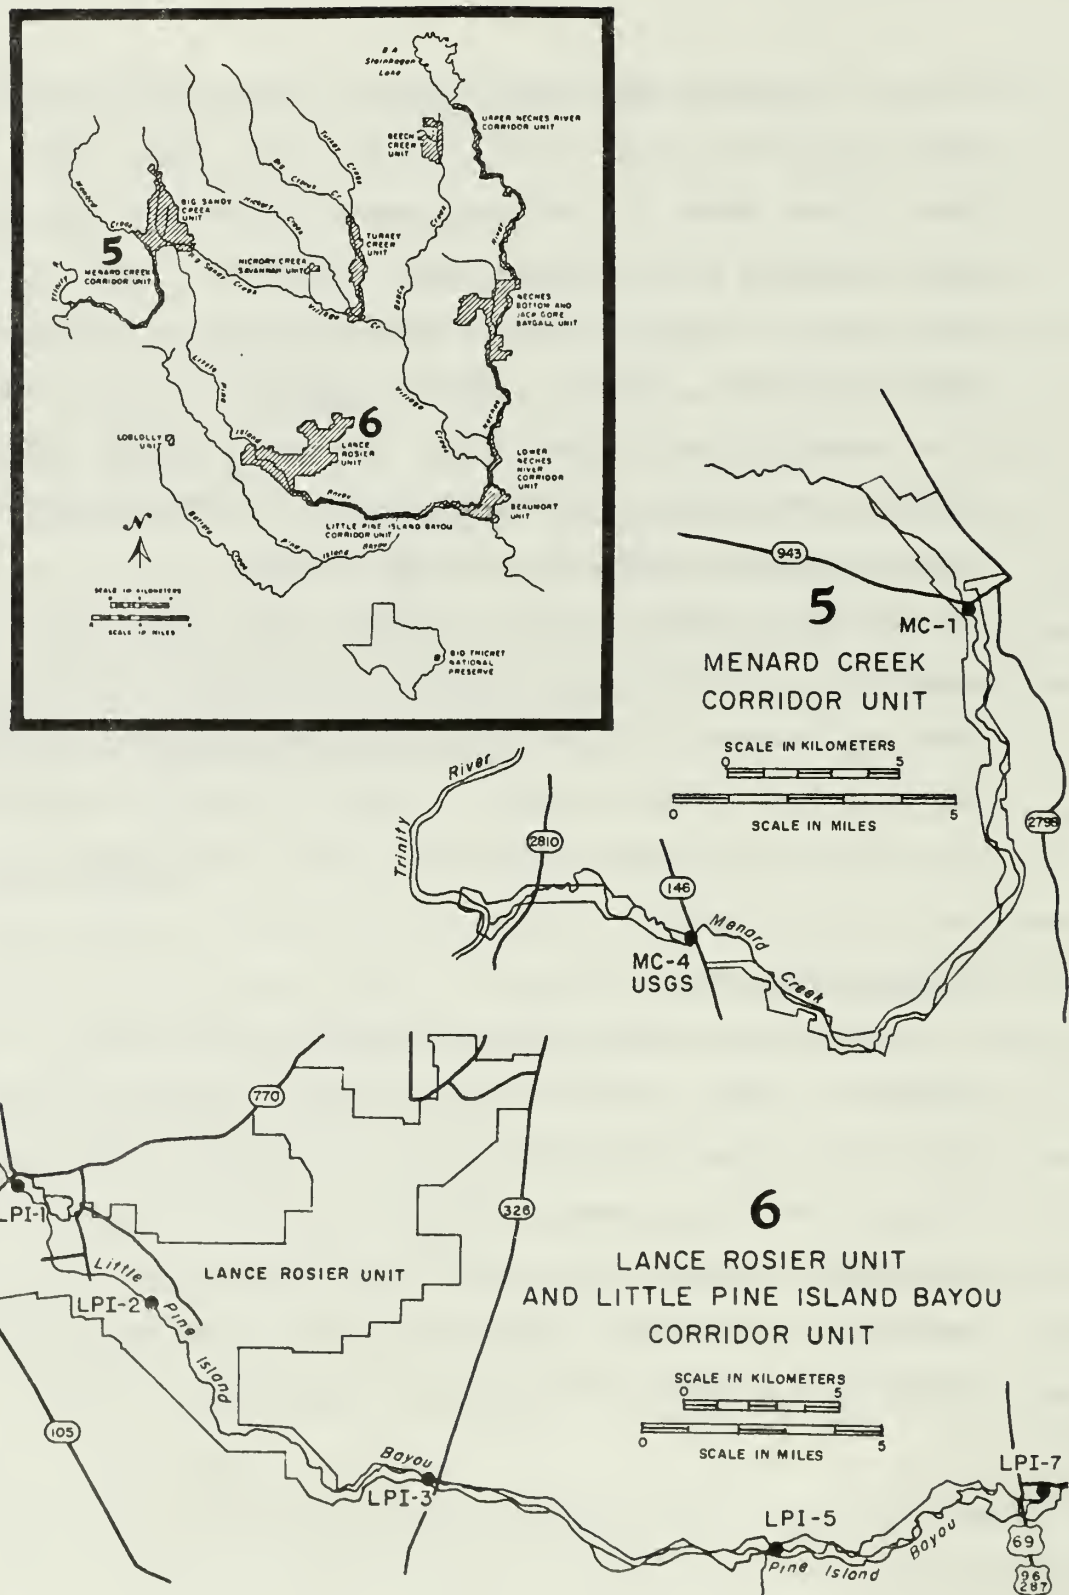 B.A.
Steinhagen
Lake
UPPER NECHES RIVER
CORRIDOR UNIT
BEECH
CREEK
UNIT
Turkey
Creek
Big
Cypress Cr.
Hickory
Creek
Menard
Creek
BIG SANDY
CREEK
UNIT
5
MENARD CREEK
CORRIDOR UNIT
Trinity R.
TURKEY
CREEK
UNIT
HICKORY CREEK
SAVANNAH UNIT
Big Sandy
Creek
Village
Cr.
Beech
Creek
River
NECHES
BOTTOM AND
JACK GORE
BAYGALL UNIT
Neches
Little
Pine
Island
Bayou
6
LANCE
ROSIER
UNIT
Village
Creek
LOBLOLLY
UNIT
LOWER
NECHES
RIVER
CORRIDOR
UNIT
BEAUMONT
UNIT
LITTLE PINE ISLAND BAYOU
CORRIDOR UNIT
Pine
Island
Bayou
Batiste
Creek
N
SCALE IN KILOMETERS
SCALE IN MILES
BIG THICKET
NATIONAL
PRESERVE
943
5
MC-1
MENARD CREEK
CORRIDOR UNIT
SCALE IN KILOMETERS
0 5
0 5
SCALE IN MILES
2798
Trinity
River
2810
146
Menard
Creek
MC-4
USGS
770
326
105
LPI-1
LPI-2
Little
Pine
Island
Bayou
LANCE ROSIER UNIT
6
LANCE ROSIER UNIT
AND LITTLE PINE ISLAND BAYOU
CORRIDOR UNIT
SCALE IN KILOMETERS
0 5
0 5
SCALE IN MILES
LPI-3
LPI-5
Pine Island
Bayou
LPI-7
69
96
287